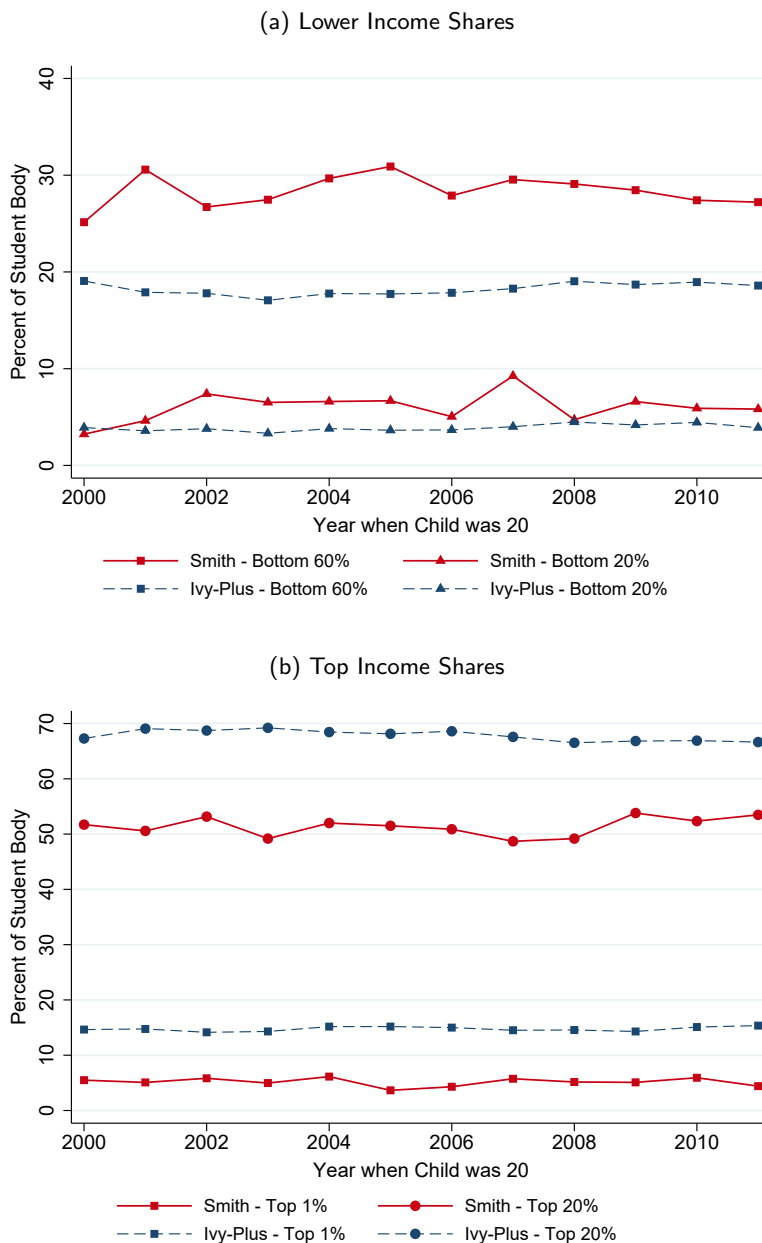 (a) Lower Income Shares
Percent of Student Body
40
30
20
10
0
2000 2002 2004 2006 2008 2010
Year when Child was 20
Smith - Bottom 60% Smith - Bottom 20%
Ivy-Plus - Bottom 60% Ivy-Plus - Bottom 20%
(b) Top Income Shares
Percent of Student Body
70
60
50
40
30
20
10
0
2000 2002 2004 2006 2008 2010
Year when Child was 20
Smith - Top 1% Smith - Top 20%
Ivy-Plus - Top 1% Ivy-Plus - Top 20%